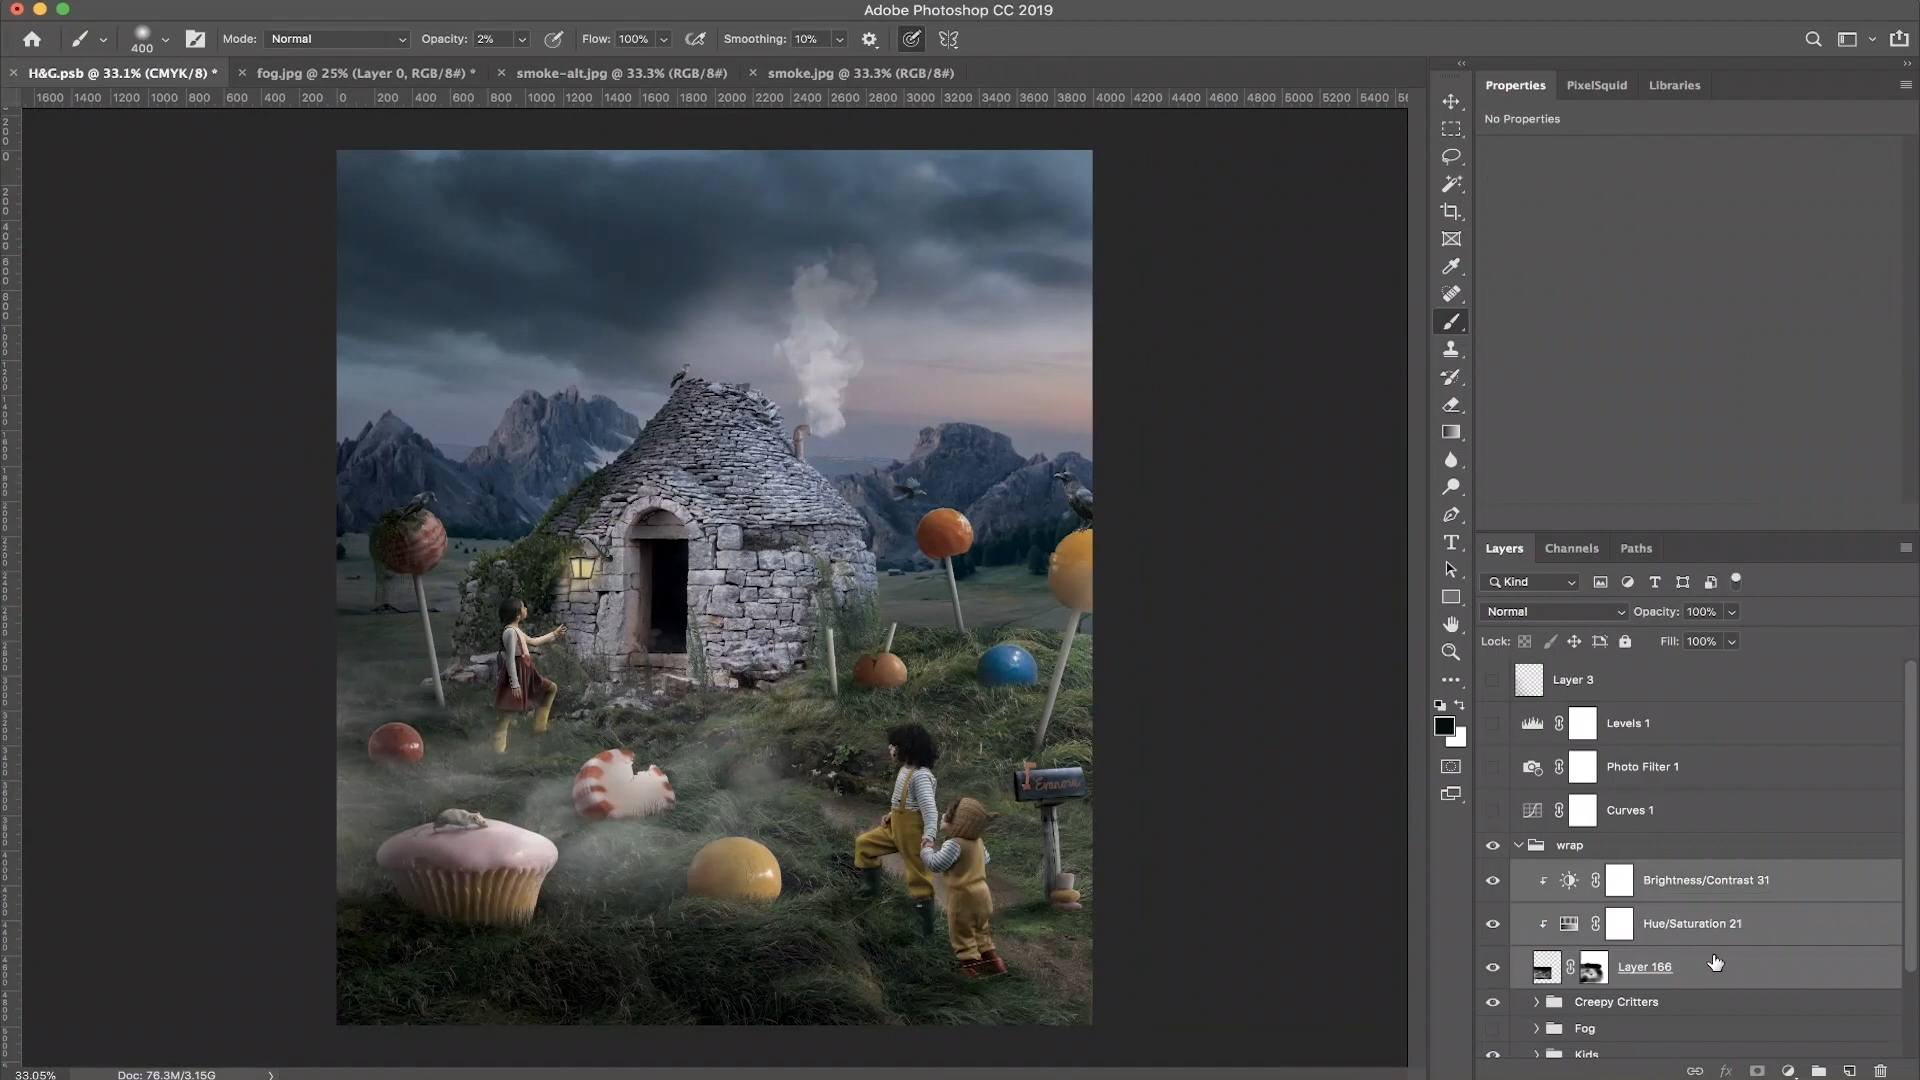 Adobe Photoshop CC 2019
400 Mode: Normal Opacity: 2% Flow: 100% Smoothing: 10%
H&G.psb @ 33.1% (CMYK/8) * fog.jpg @ 25% (Layer 0, RGB/8#) * smoke-alt.jpg @ 33.3% (RGB/8#) smoke.jpg @ 33.3% (RGB/8#)
1600 1400 1200 1000 800 600 400 200 0 200 400 600 800 1000 1200 1400 1600 1800 2000 2200 2400 2600 2800 3000 3200 3400 3600 3800 4000 4200 4400 4600 4800 5000 5200 5400
Properties PixelSquid Libraries
No Properties
Layers Channels Paths
Kind
Normal Opacity: 100%
Lock: Fill: 100%
Layer 3
Levels 1
Photo Filter 1
Curves 1
wrap
Brightness/Contrast 31
Hue/Saturation 21
Layer 166
Creepy Critters
Fog
Kids
Evanora
33.05% Doc: 76.3M/3.15G